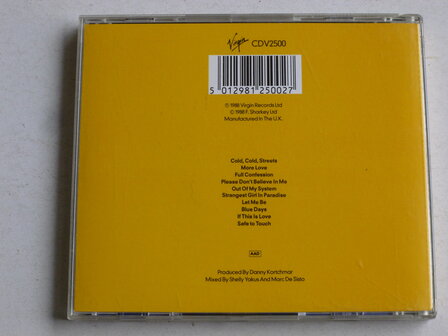 Virgin CDV2500
5 012981 250027
℗ 1988 Virgin Records Ltd
© 1988 F. Sharkey Ltd
Manufactured In The U.K.
Cold, Cold, Streets
More Love
Full Confession
Please Don't Believe In Me
Out Of My System
Strangest Girl In Paradise
Let Me Be
Blue Days
If This Is Love
Safe to Touch
AAD
Produced By Danny Kortchmar
Mixed By Shelly Yakus And Marc De Sisto